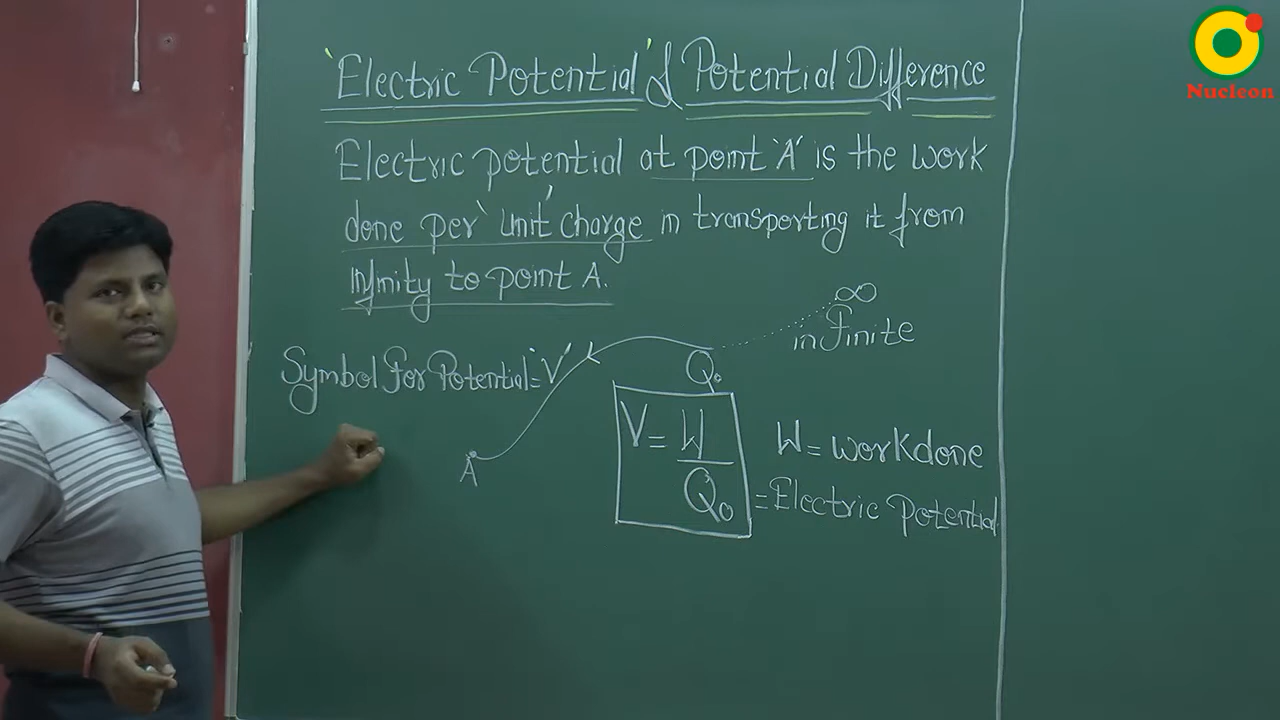 'Electric Potential' & Potential Difference
Electric potential at point 'A' is the work
done per 'unit' charge in transporting it from
infinity to point A.
∞
infinite
Symbol for Potential = 'V'
Q₀
A
V = W/Q₀
W = workdone
= Electric Potential
Nucleon